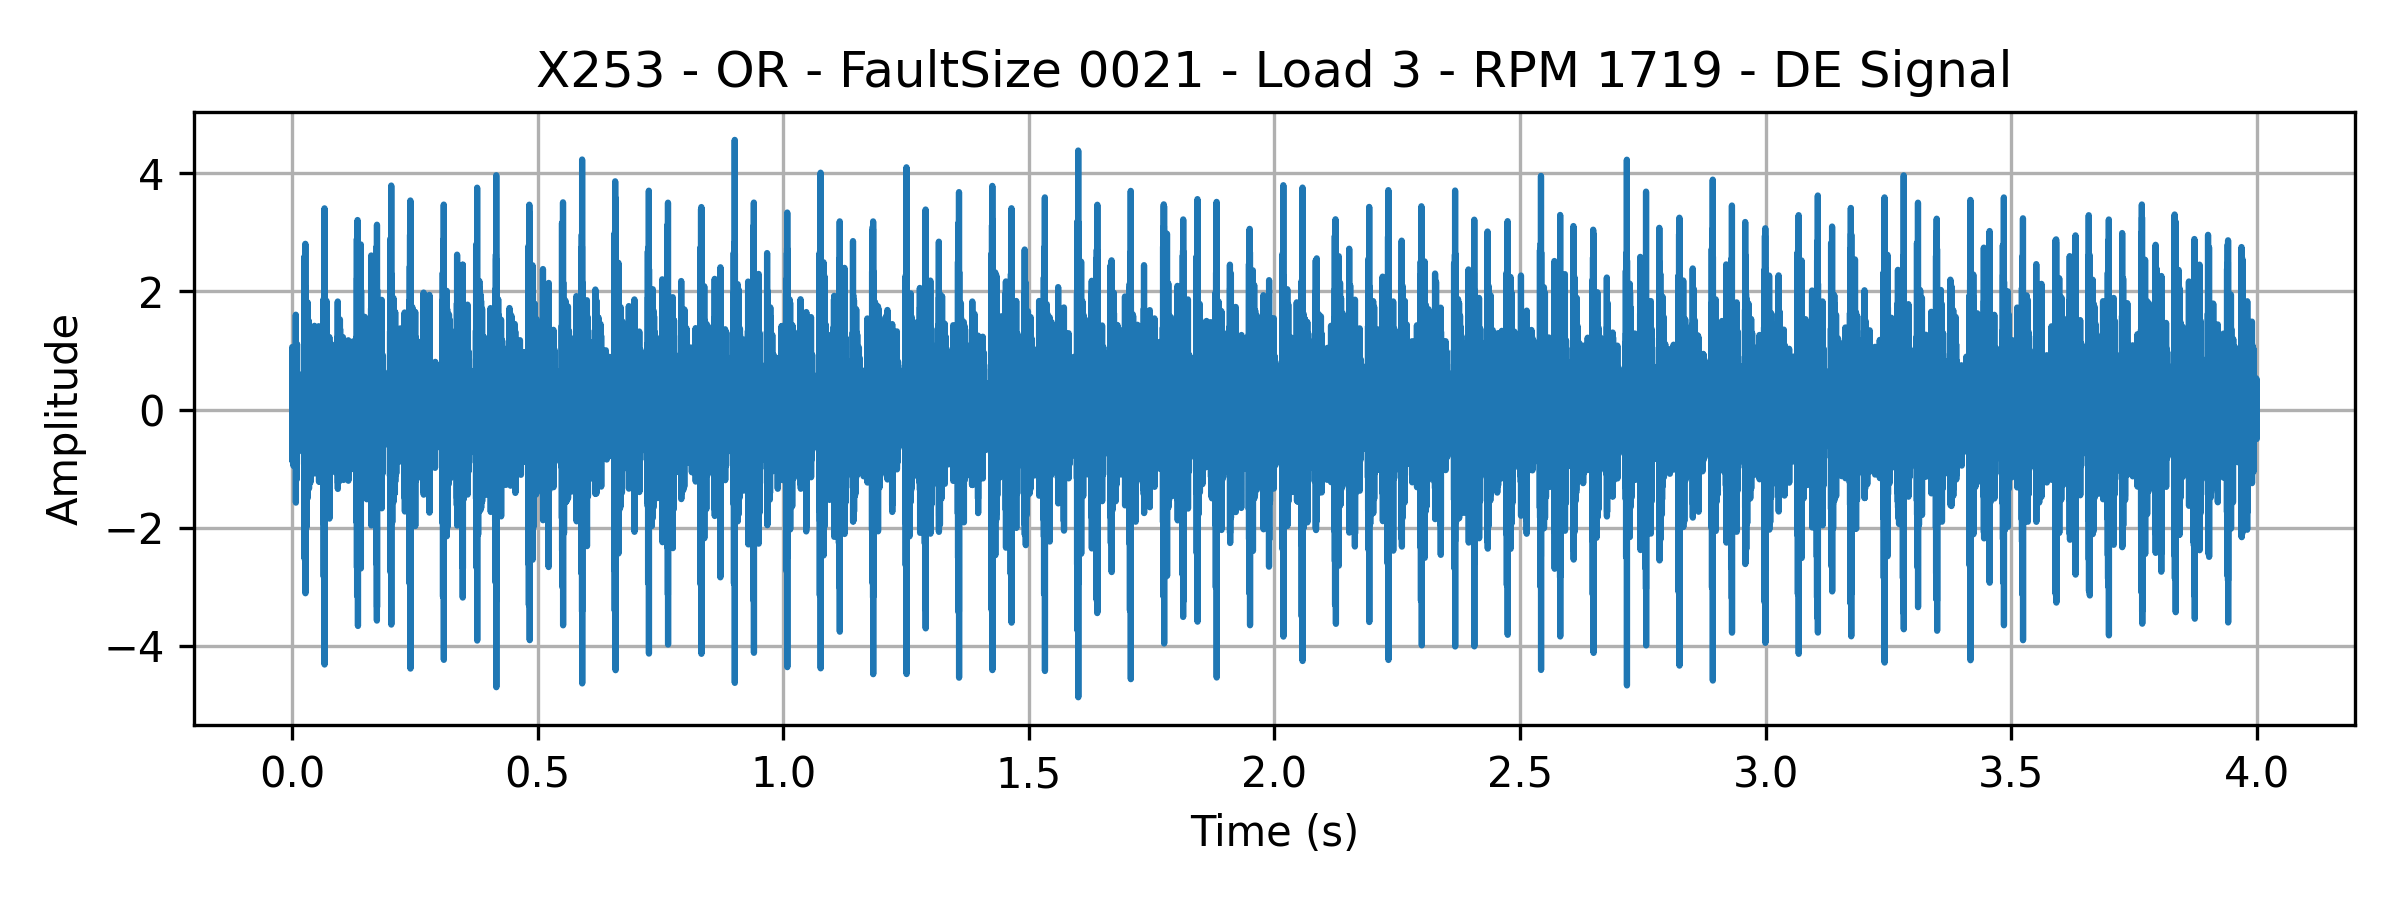 X253 - OR - FaultSize 0021 - Load 3 - RPM 1719 - DE Signal
Amplitude
4
2
0
−2
−4
0.0 0.5 1.0 1.5 2.0 2.5 3.0 3.5 4.0
Time (s)